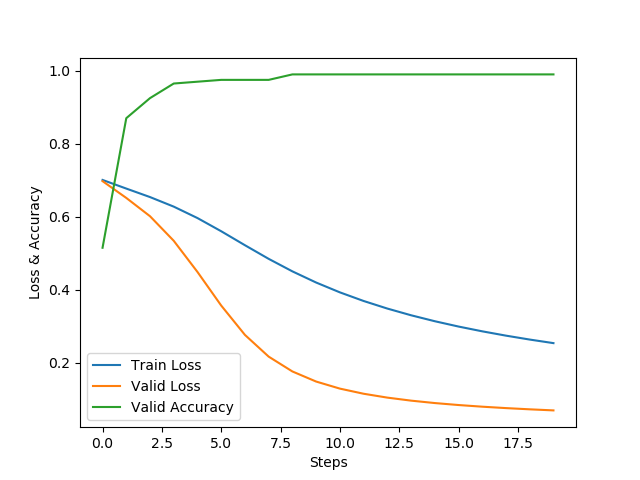 1.0
0.8
0.6
0.4
0.2
Loss & Accuracy
Train Loss
Valid Loss
Valid Accuracy
0.0 2.5 5.0 7.5 10.0 12.5 15.0 17.5
Steps